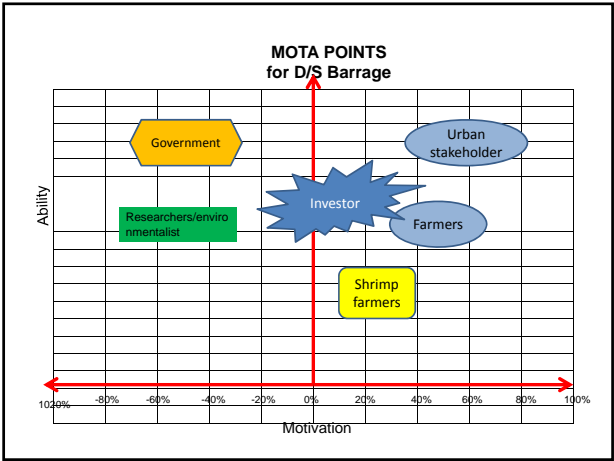 MOTA POINTS
for D/S Barrage
Government
Urban
stakeholder
Ability
Investor
Researchers/enviro
nmentalist
Farmers
Shrimp
farmers
1020% -80% -60% -40% -20% 0% 20% 40% 60% 80% 100%
Motivation